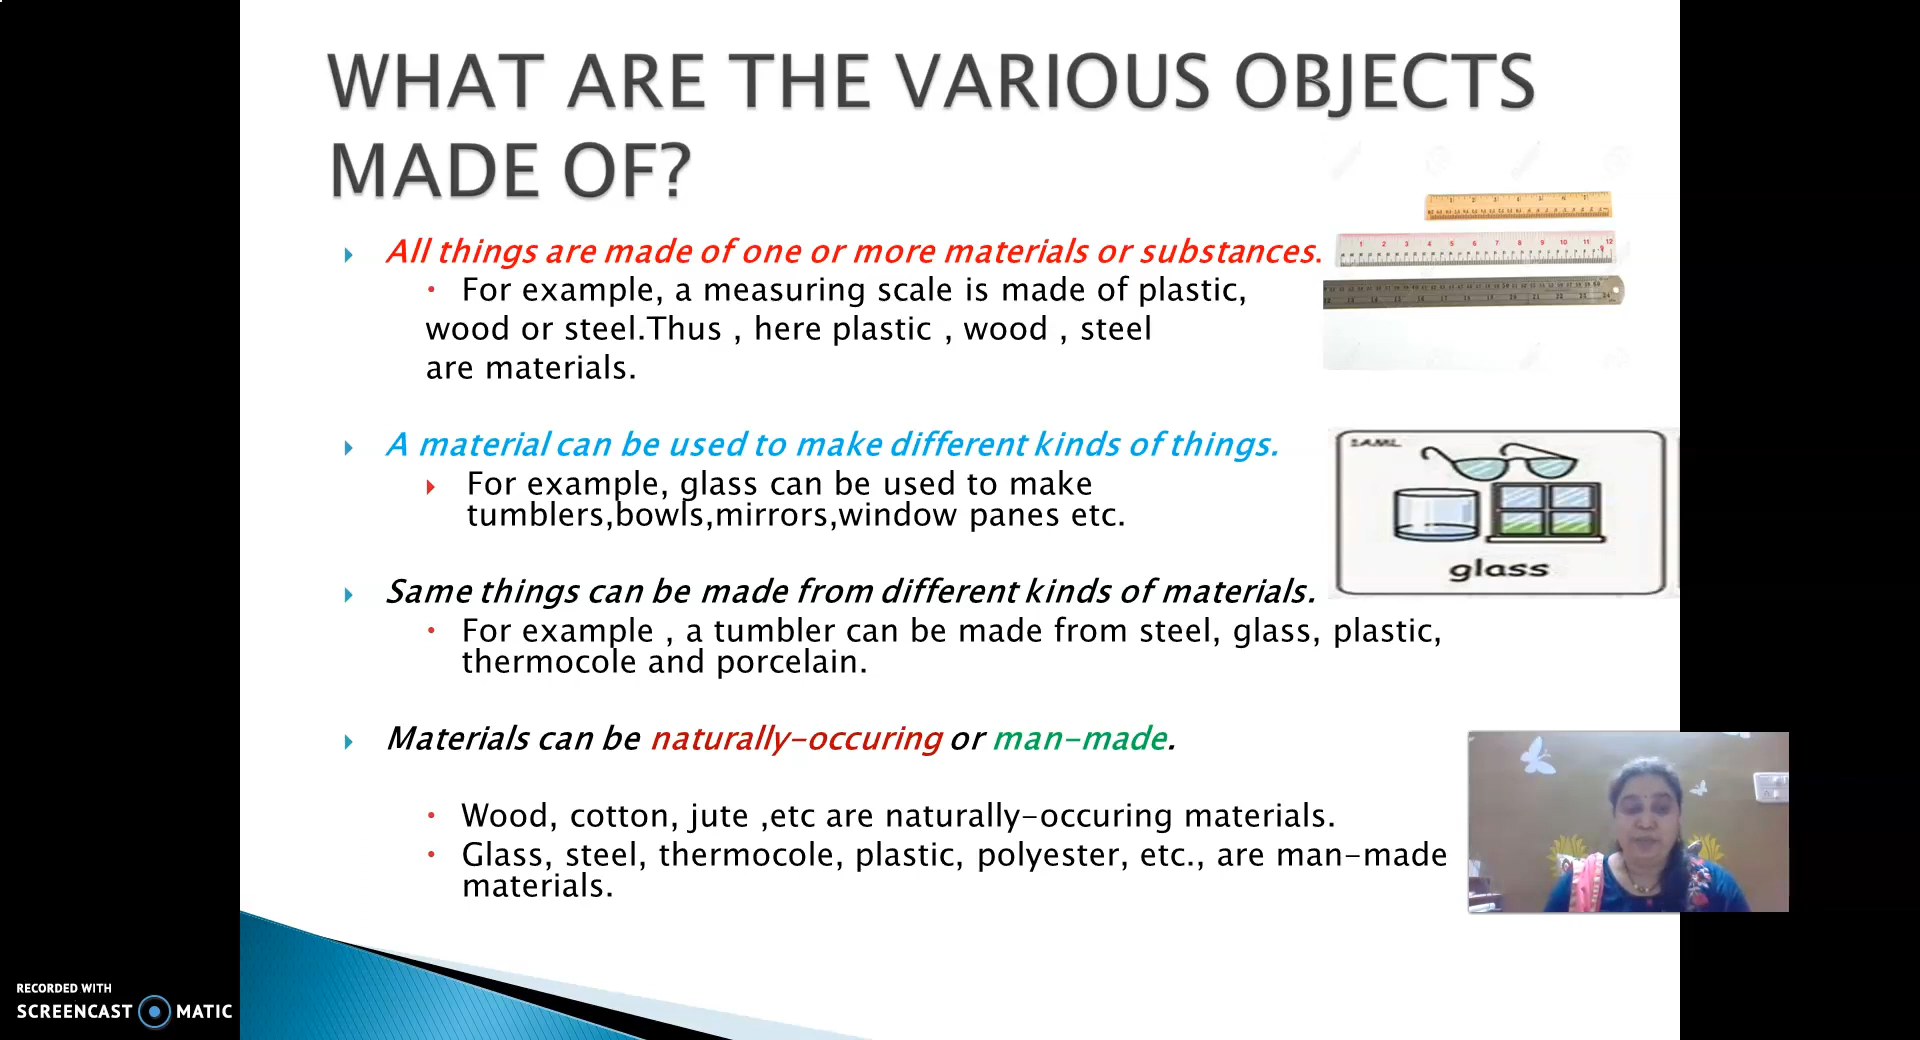 WHAT ARE THE VARIOUS OBJECTS
MADE OF?
All things are made of one or more materials or substances.
For example, a measuring scale is made of plastic,
wood or steel.Thus , here plastic , wood , steel
are materials.
A material can be used to make different kinds of things.
For example, glass can be used to make
tumblers,bowls,mirrors,window panes etc.
1AML
glass
Same things can be made from different kinds of materials.
For example , a tumbler can be made from steel, glass, plastic,
thermocole and porcelain.
Materials can be naturally-occuring or man-made.
Wood, cotton, jute ,etc are naturally-occuring materials.
Glass, steel, thermocole, plastic, polyester, etc., are man-made
materials.
RECORDED WITH
SCREENCAST MATIC